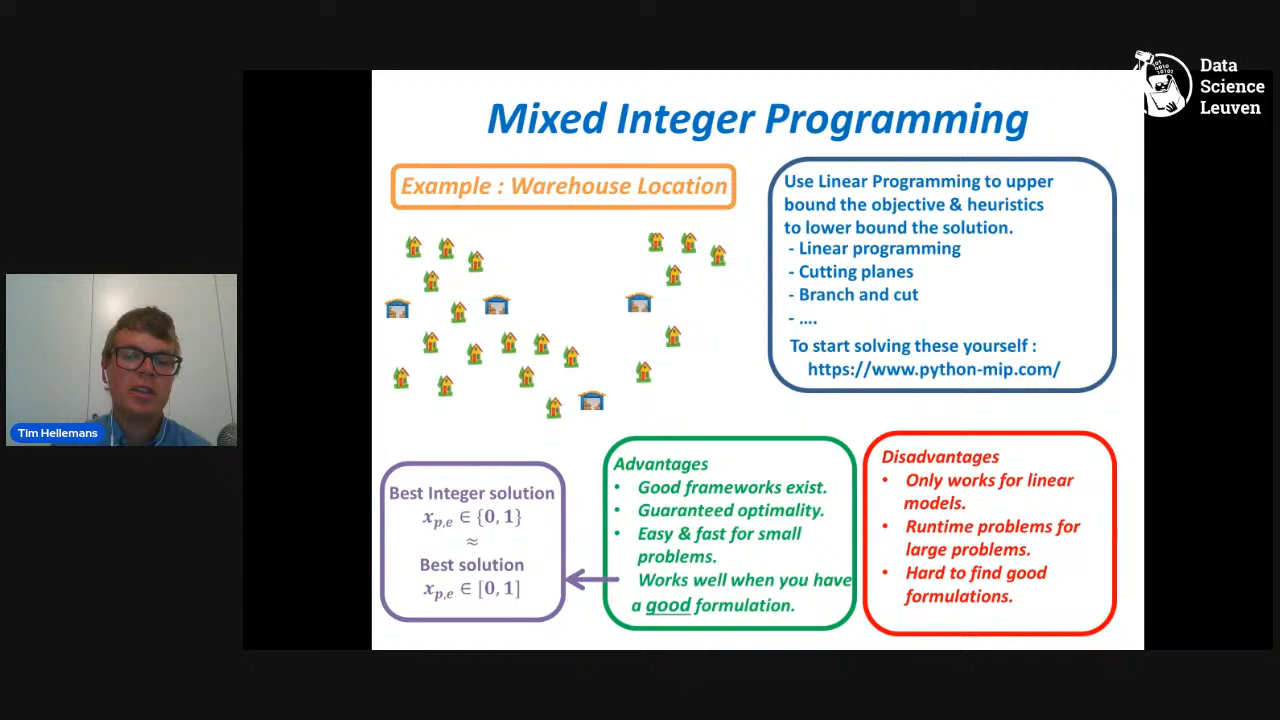 Data
Science
Leuven
Mixed Integer Programming
Example : Warehouse Location
Use Linear Programming to upper
bound the objective & heuristics
to lower bound the solution.
- Linear programming
- Cutting planes
- Branch and cut
- ....
To start solving these yourself :
https://www.python-mip.com/
Tim Hellemans
Best Integer solution
x_{p,e} ∈ {0, 1}
≈
Best solution
x_{p,e} ∈ [0, 1]
Advantages
• Good frameworks exist.
• Guaranteed optimality.
• Easy & fast for small
problems.
Works well when you have
a good formulation.
Disadvantages
• Only works for linear
models.
• Runtime problems for
large problems.
• Hard to find good
formulations.